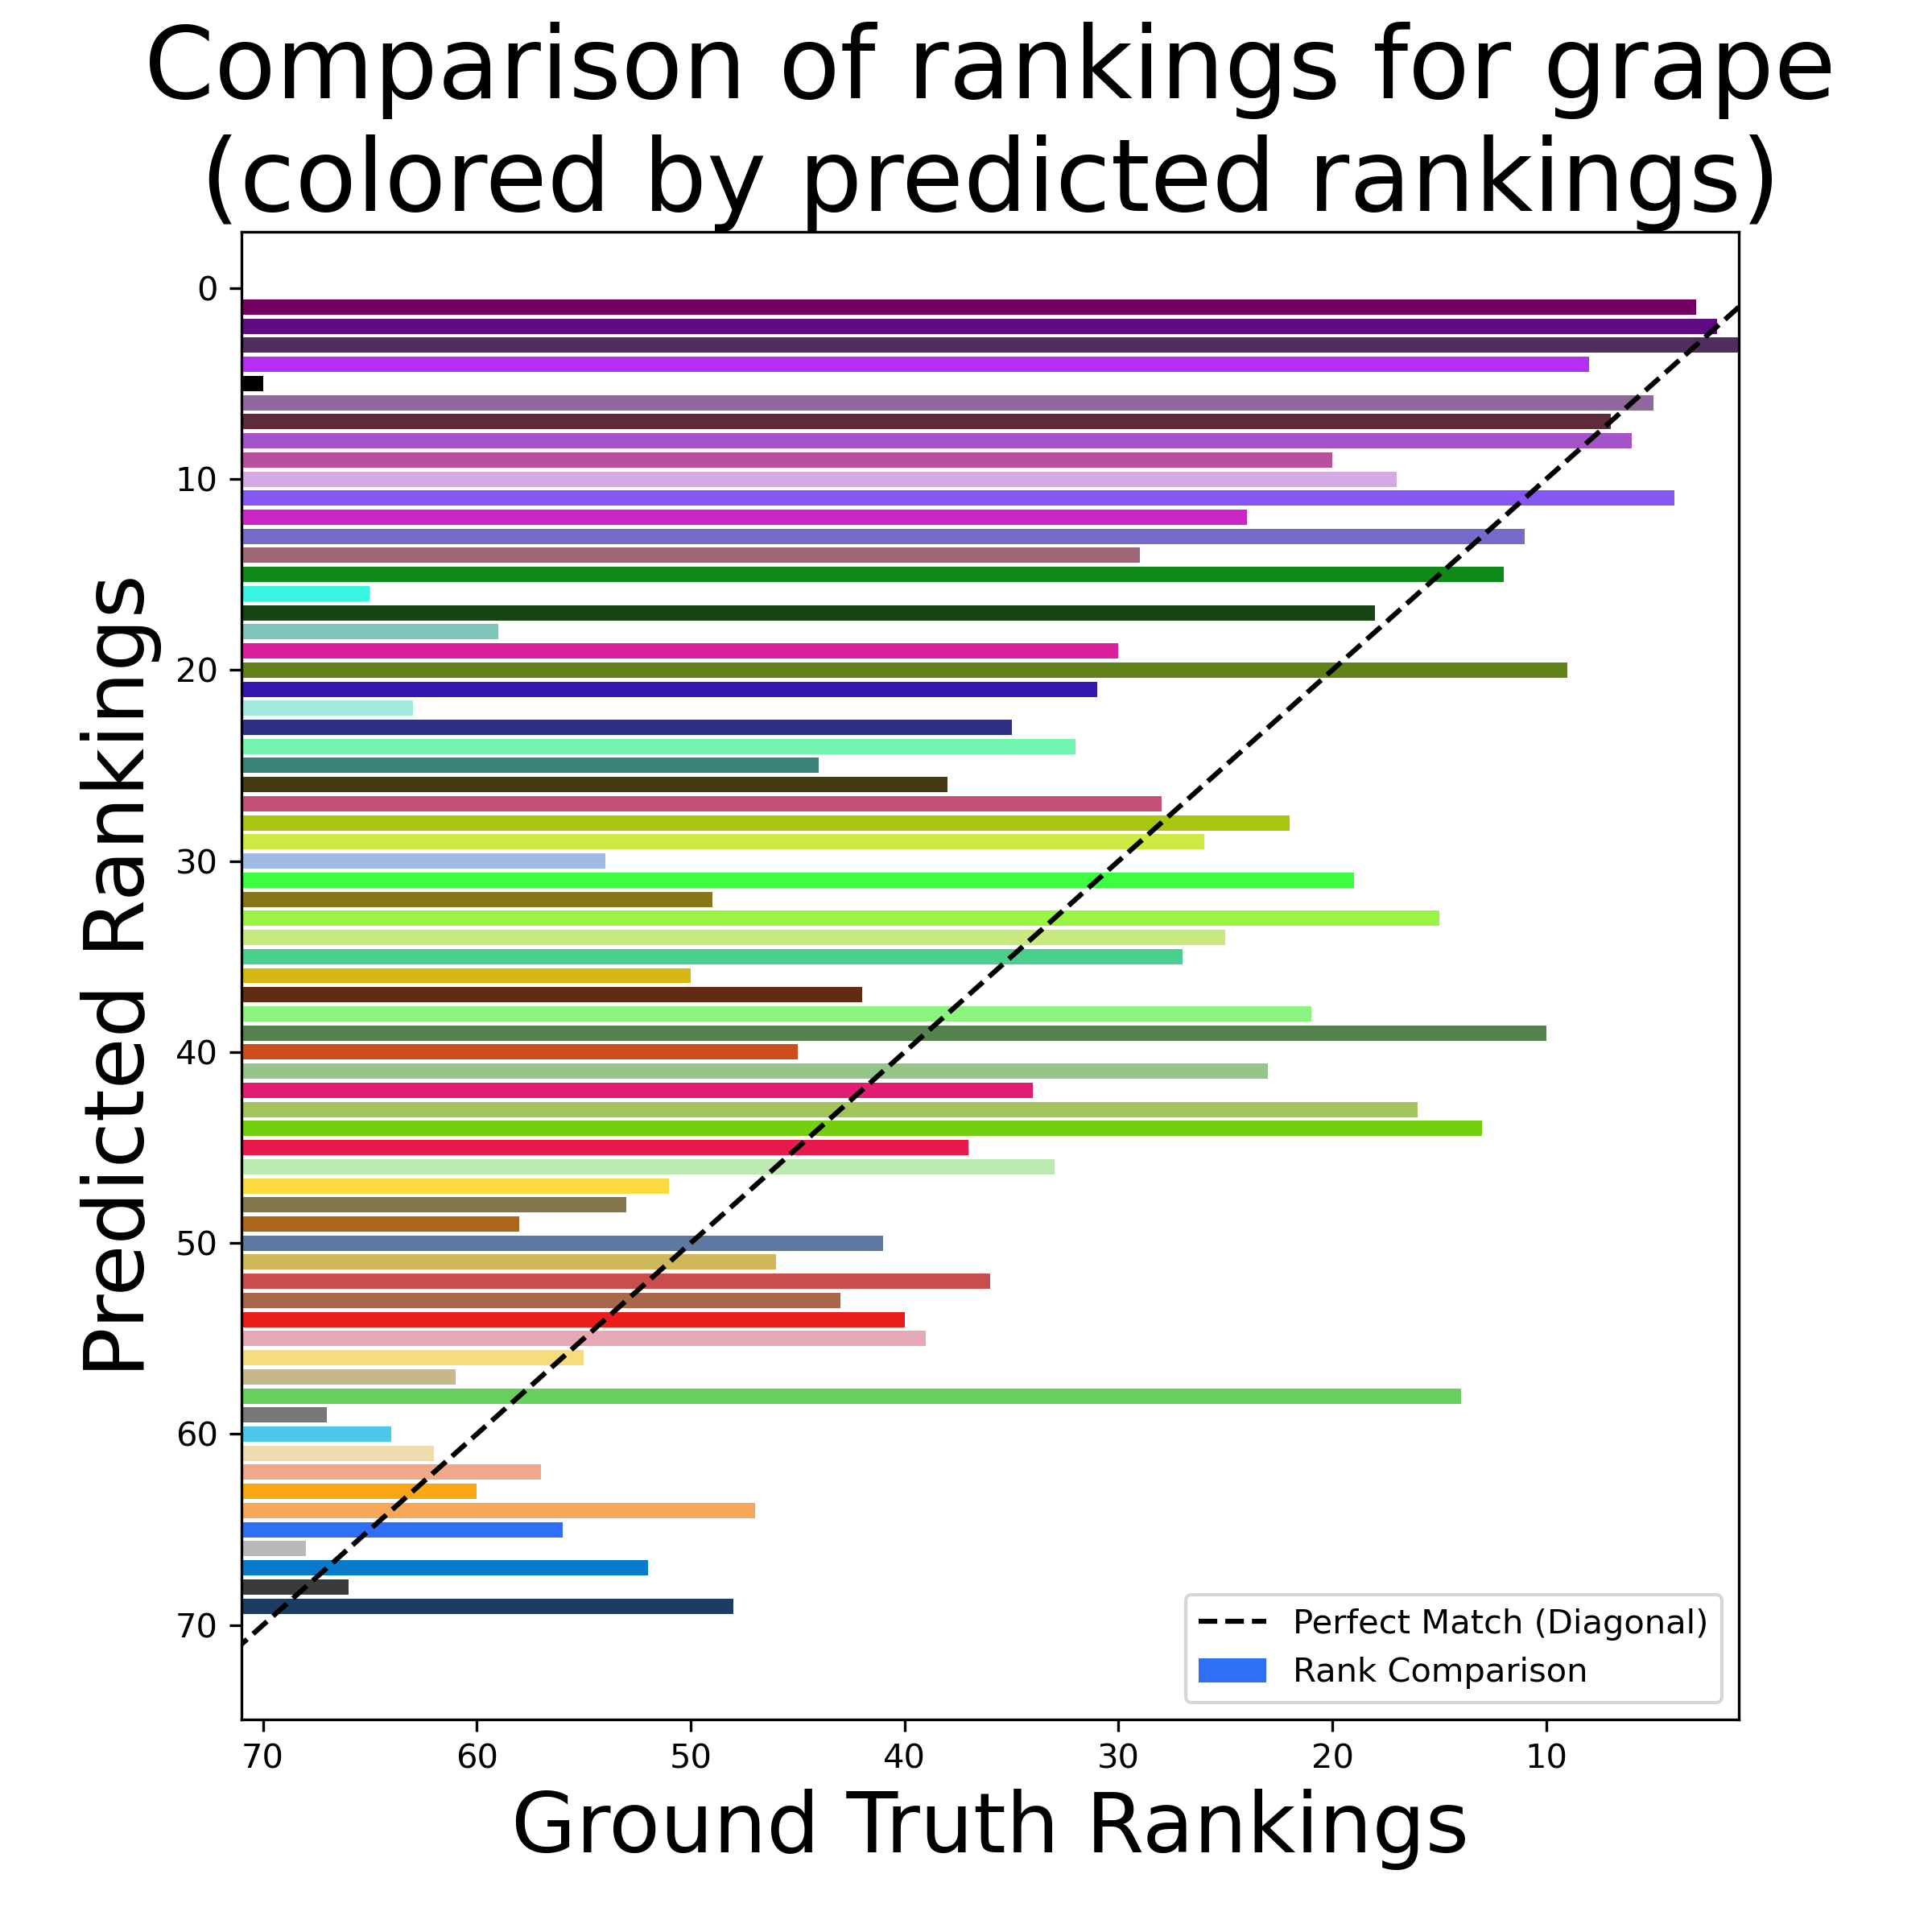 Comparison of rankings for grape
(colored by predicted rankings)
Predicted Rankings
0
10
20
30
40
50
60
70
70 60 50 40 30 20 10
Ground Truth Rankings
Perfect Match (Diagonal)
Rank Comparison